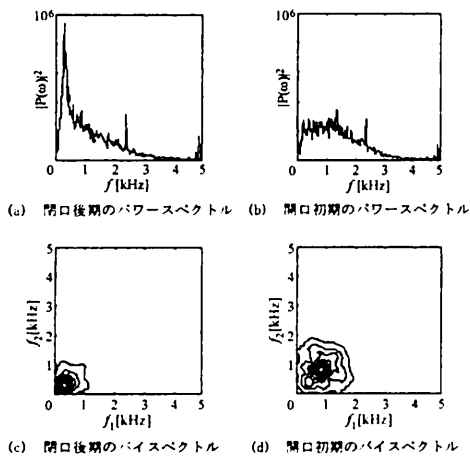 10⁶
10⁶
|P(ω)|²
|P(ω)|²
0 1 2 3 4 5
0 1 2 3 4 5
f[kHz]
f[kHz]
(a) 閉口後期のパワースペクトル
(b) 開口初期のパワースペクトル
5
4
3
2
1
0
f₂[kHz]
0 1 2 3 4 5
f₁[kHz]
5
4
3
2
1
0
f₂[kHz]
0 1 2 3 4 5
f₁[kHz]
(c) 閉口後期のバイスペクトル
(d) 開口初期のバイスペクトル